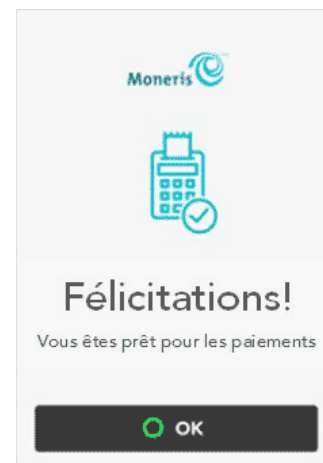 Moneris
Félicitations!
Vous êtes prêt pour les paiements
OK